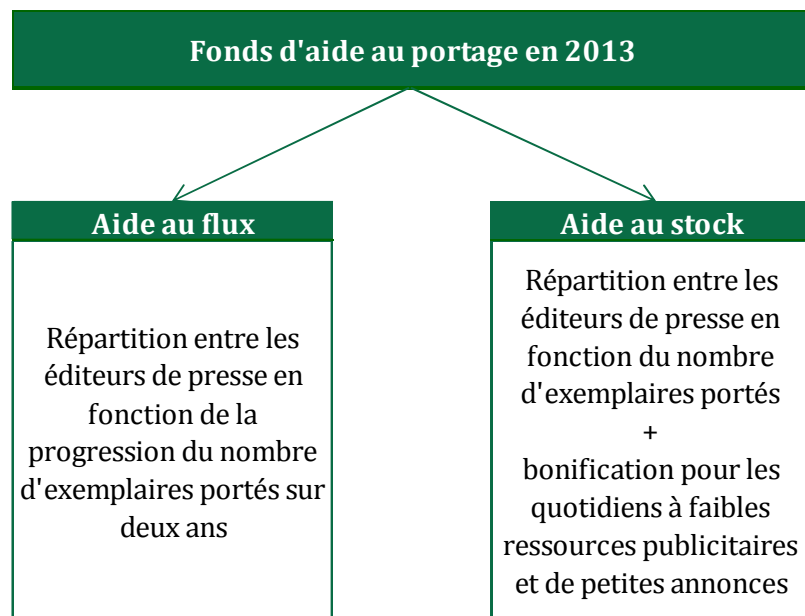 Fonds d'aide au portage en 2013
Aide au flux
Répartition entre les
éditeurs de presse en
fonction de la
progression du nombre
d'exemplaires portés sur
deux ans
Aide au stock
Répartition entre les
éditeurs de presse en
fonction du nombre
d'exemplaires portés
+
bonification pour les
quotidiens à faibles
ressources publicitaires
et de petites annonces